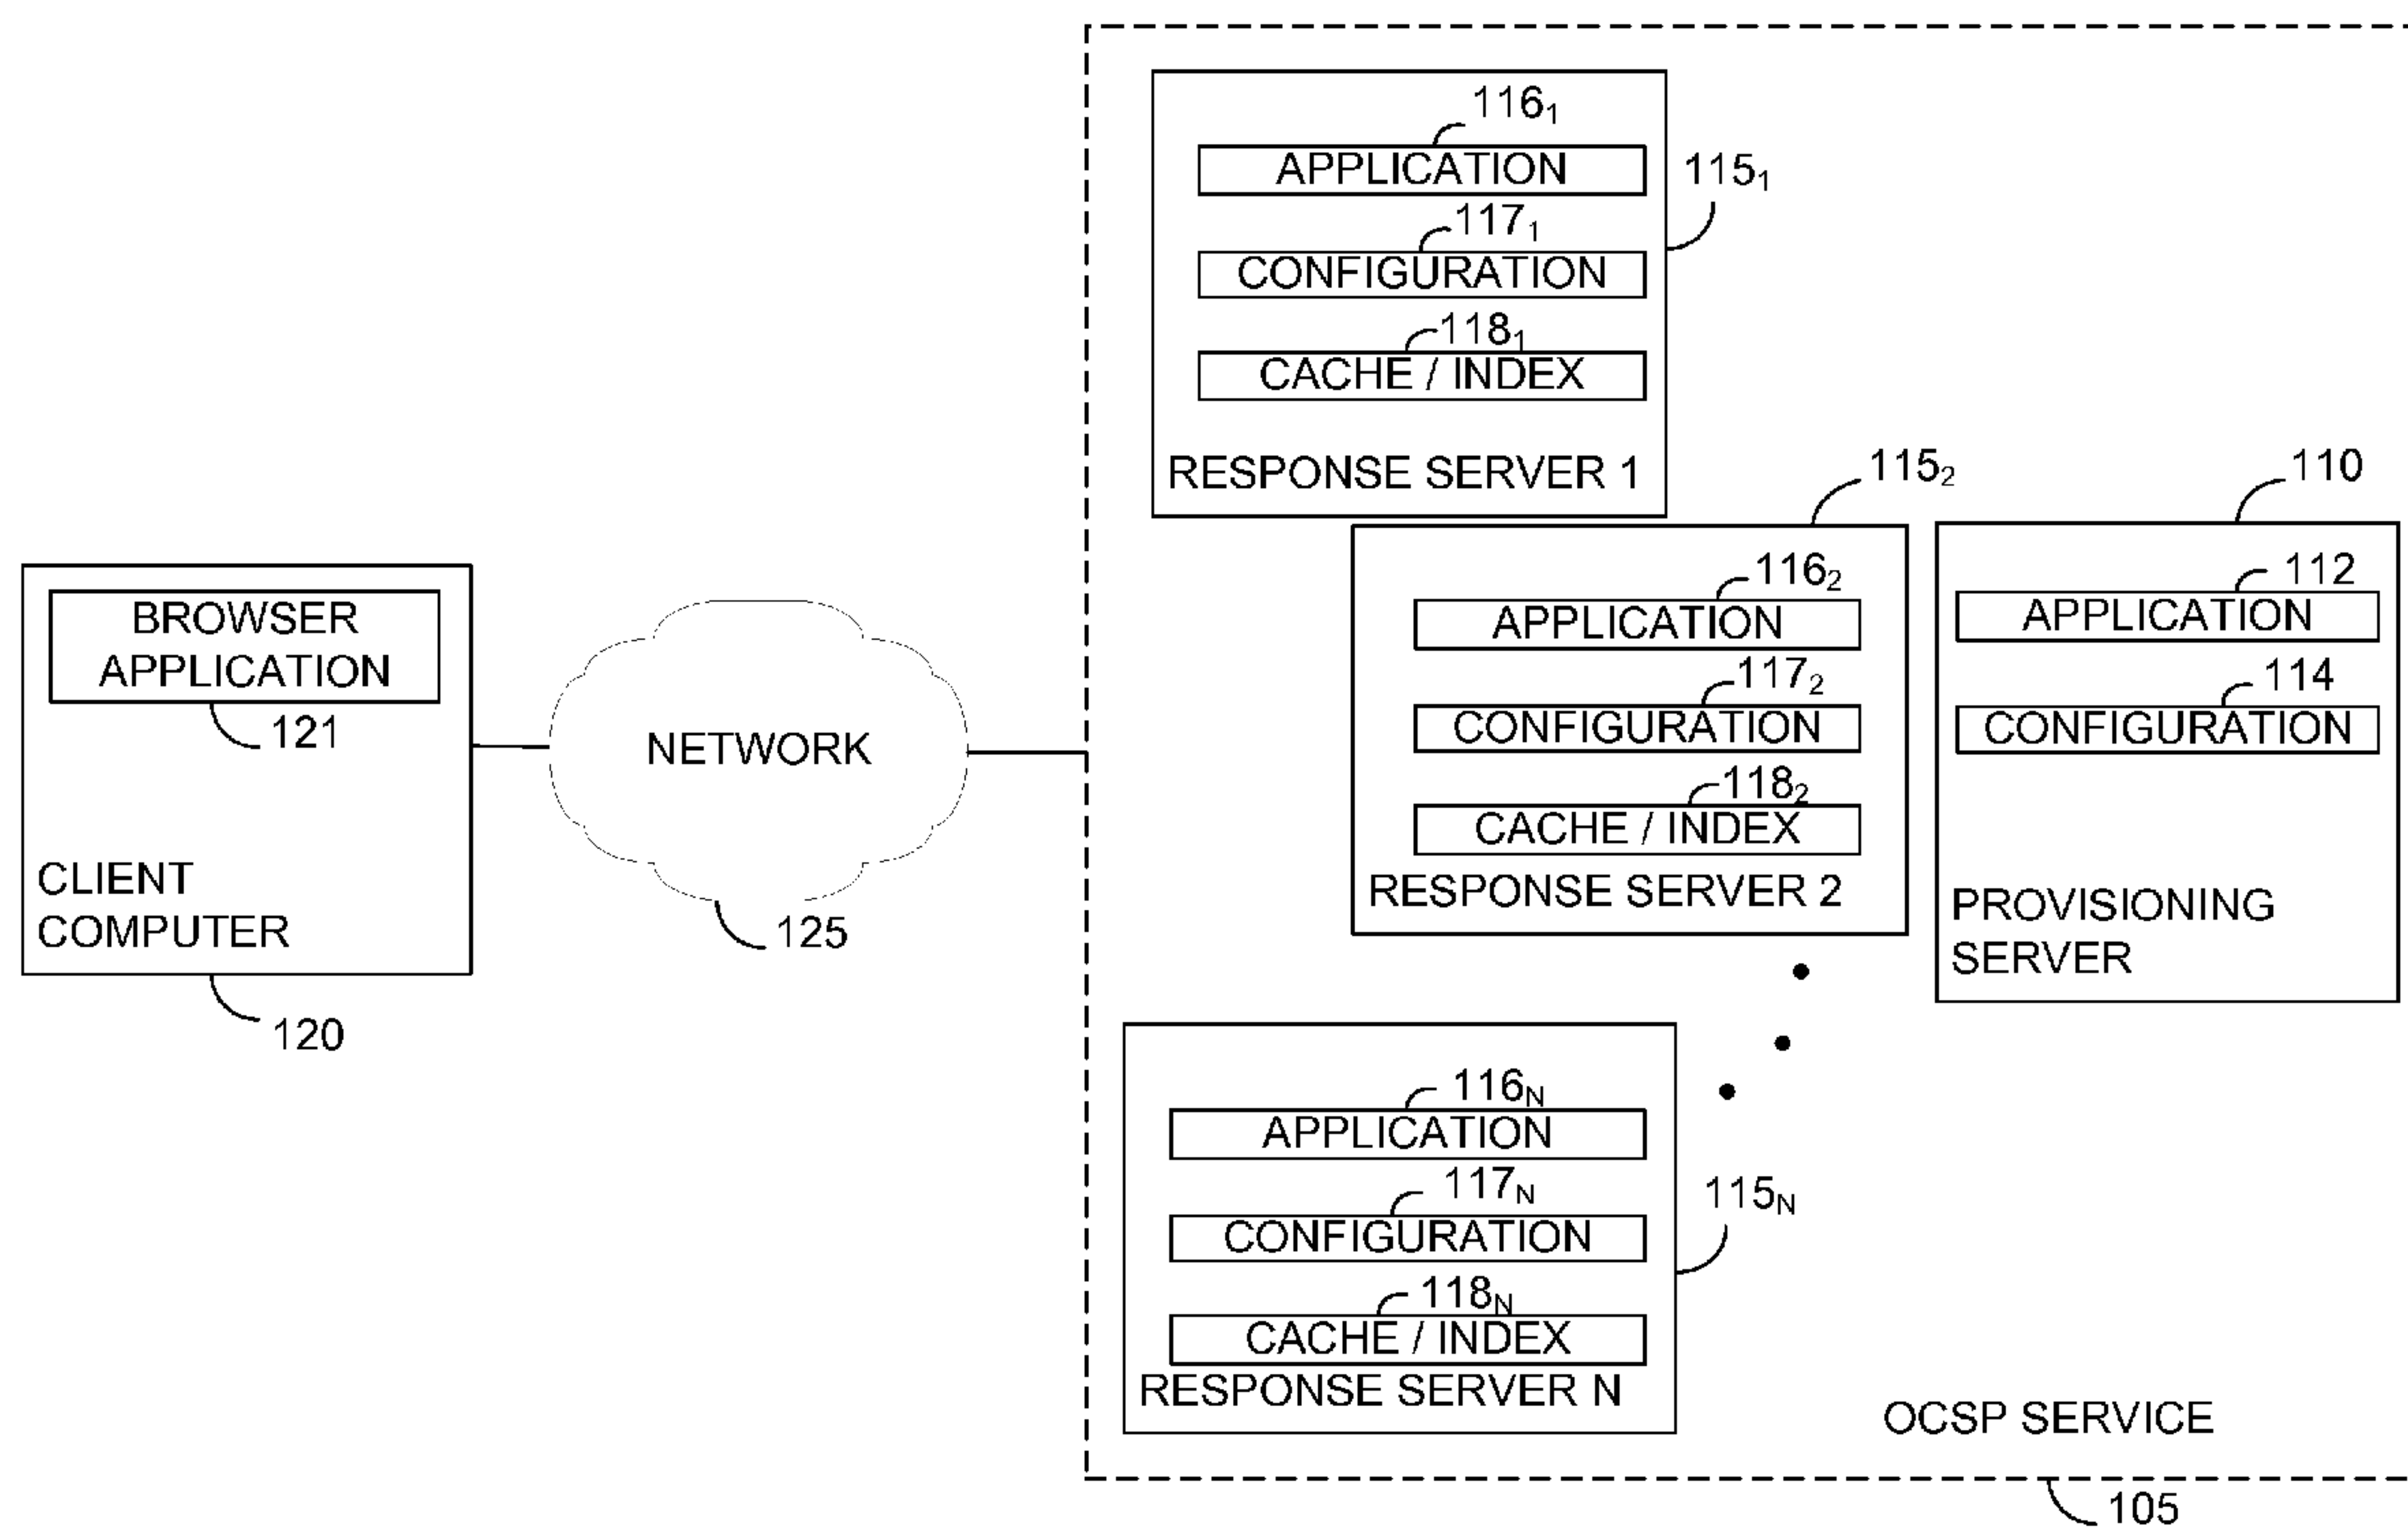 116₁
APPLICATION
115₁
117₁
CONFIGURATION
118₁
CACHE / INDEX
RESPONSE SERVER 1
115₂
110
116₂
APPLICATION
117₂
CONFIGURATION
118₂
CACHE / INDEX
RESPONSE SERVER 2
112
APPLICATION
114
CONFIGURATION
PROVISIONING
SERVER
BROWSER
APPLICATION
121
CLIENT
COMPUTER
120
NETWORK
125
116N
APPLICATION
117N
CONFIGURATION
115N
118N
CACHE / INDEX
RESPONSE SERVER N
OCSP SERVICE
105